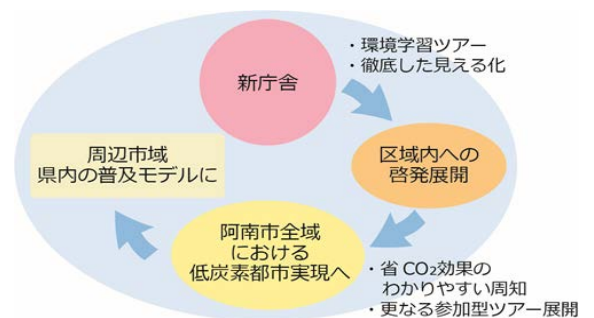 新庁舎
・環境学習ツアー
・徹底した見える化
区域内への
啓発展開
・省CO₂効果の
わかりやすい周知
・更なる参加型ツアー展開
阿南市全域
における
低炭素都市実現へ
周辺市域
県内の普及モデルに